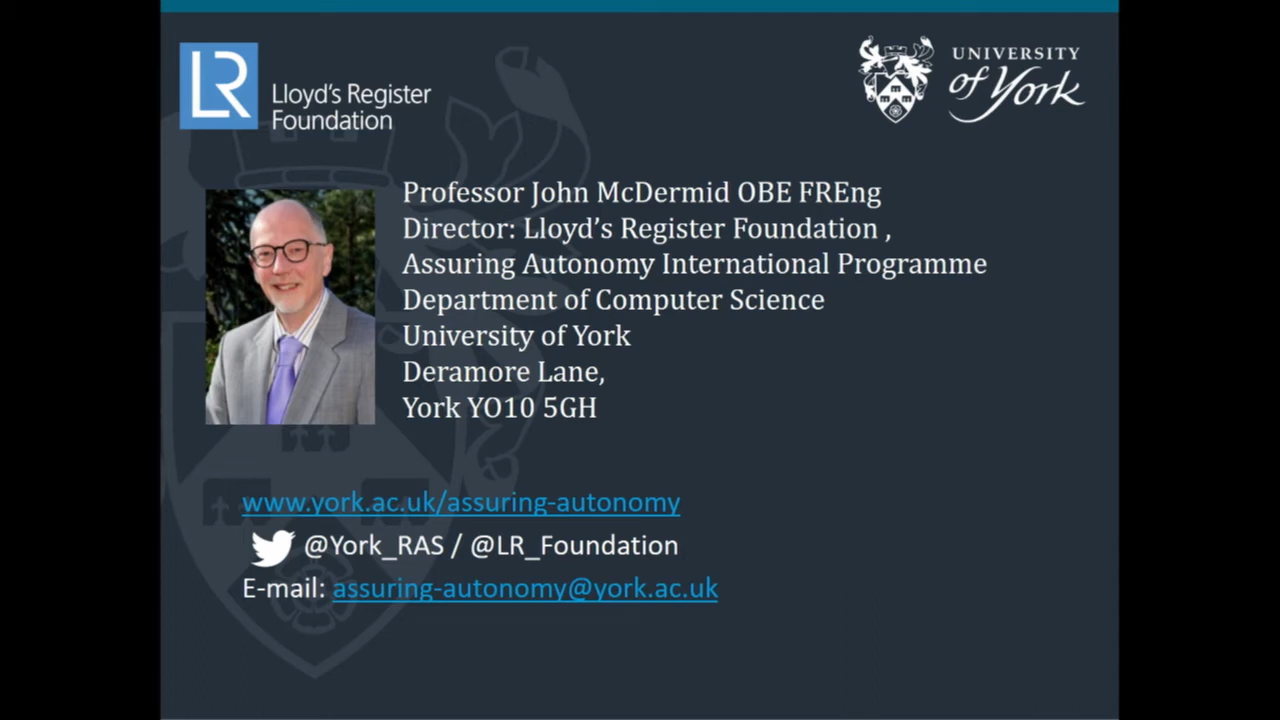 LR
Lloyd's Register
Foundation
UNIVERSITY
of York
Professor John McDermid OBE FREng
Director: Lloyd's Register Foundation ,
Assuring Autonomy International Programme
Department of Computer Science
University of York
Deramore Lane,
York YO10 5GH
www.york.ac.uk/assuring-autonomy
@York_RAS / @LR_Foundation
E-mail: assuring-autonomy@york.ac.uk